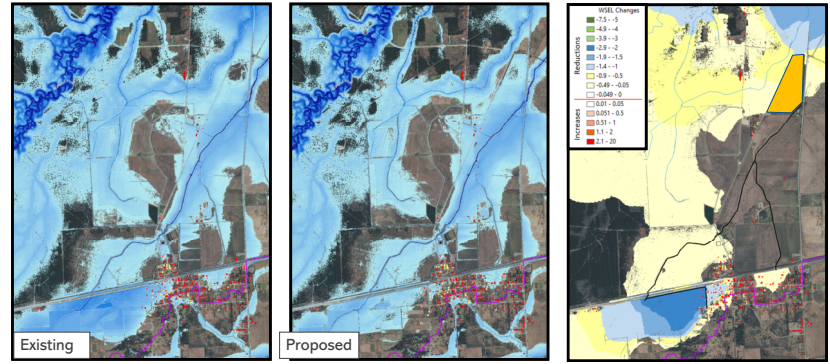 Existing
Proposed
WSEL Changes
Reductions
-7.5 - -5
-4.9 - -4
-3.9 - -3
-2.9 - -2
-1.9 - -1.5
-1.4 - -1
-0.9 - -0.5
-0.49 - -0.05
-0.049 - 0
Increases
0.01 - 0.05
0.051 - 0.5
0.51 - 1
1.1 - 2
2.1 - 20